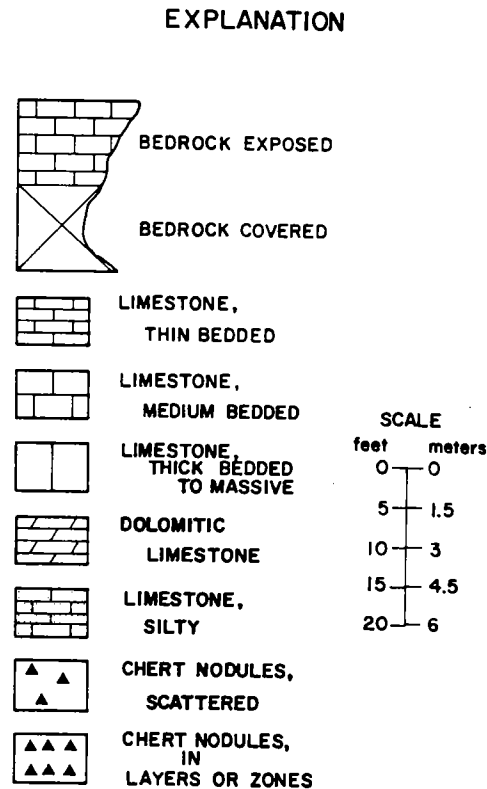 EXPLANATION
BEDROCK EXPOSED
BEDROCK COVERED
LIMESTONE,
THIN BEDDED
LIMESTONE,
MEDIUM BEDDED
LIMESTONE,
THICK BEDDED
TO MASSIVE
DOLOMITIC
LIMESTONE
LIMESTONE,
SILTY
CHERT NODULES,
SCATTERED
CHERT NODULES,
IN
LAYERS OR ZONES
SCALE
feet meters
0 0
5 1.5
10 3
15 4.5
20 6